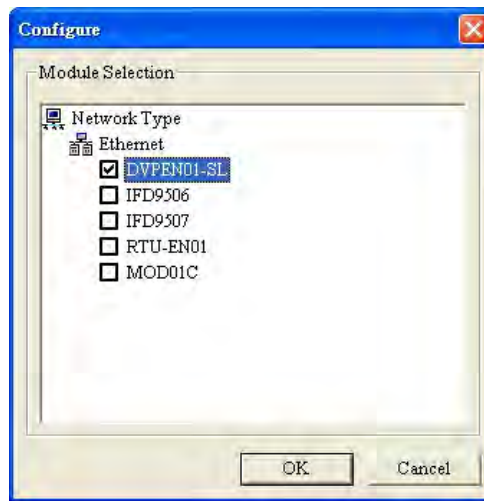 Configure
Module Selection
Network Type
Ethernet
DVPEN01-SL
IFD9506
IFD9507
RTU-EN01
MOD01C
OK
Cancel